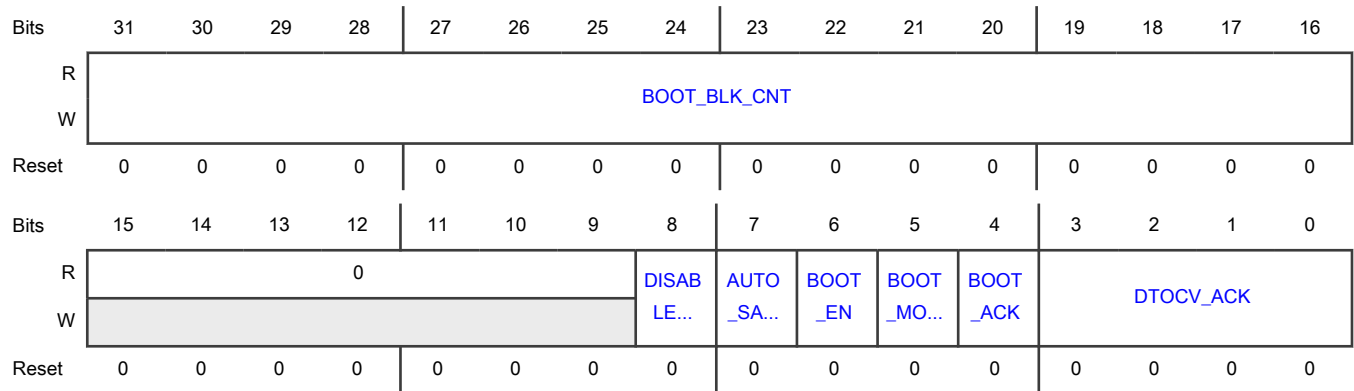 Bits 31 30 29 28 27 26 25 24 23 22 21 20 19 18 17 16
R
BOOT_BLK_CNT
W
Reset 0 0 0 0 0 0 0 0 0 0 0 0 0 0 0 0
Bits 15 14 13 12 11 10 9 8 7 6 5 4 3 2 1 0
R 0 DISAB AUTO BOOT BOOT BOOT
DTOCV_ACK
W LE... _SA... _EN _MO... _ACK
Reset 0 0 0 0 0 0 0 0 0 0 0 0 0 0 0 0